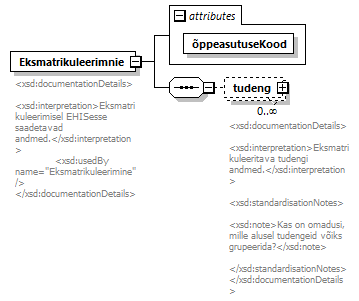 attributes
õppeasutuseKood
Eksmatrikuleerimnie
tudeng
0..∞
<xsd:documentationDetails>
<xsd:interpretation>Eksmatri
kuleerimisel EHISesse
saadetavad
andmed.</xsd:interpretation
>
<xsd:usedBy
name="Eksmatrikuleerimine"
/>
</xsd:documentationDetails>
<xsd:documentationDetails>
<xsd:interpretation>Eksmatri
kuleeritava tudengi
andmed.</xsd:interpretation
>
<xsd:standardisationNotes>
<xsd:note>Kas on omadusi,
mille alusel tudengeid võiks
grupeerida?</xsd:note>
</xsd:standardisationNotes>
</xsd:documentationDetails
>